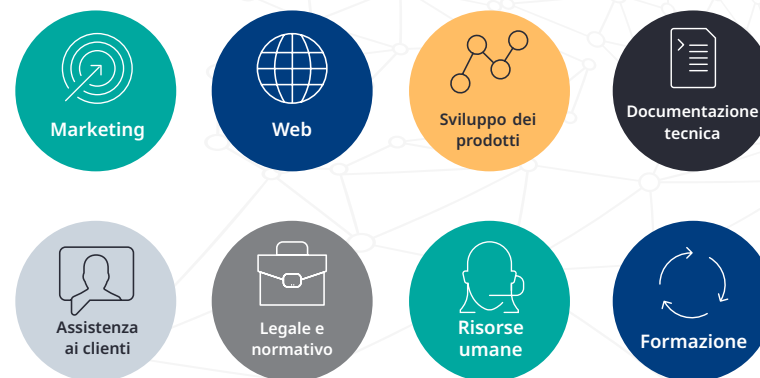 Marketing
Web
Sviluppo dei
prodotti
Documentazione
tecnica
Assistenza
ai clienti
Legale e
normativo
Risorse
umane
Formazione